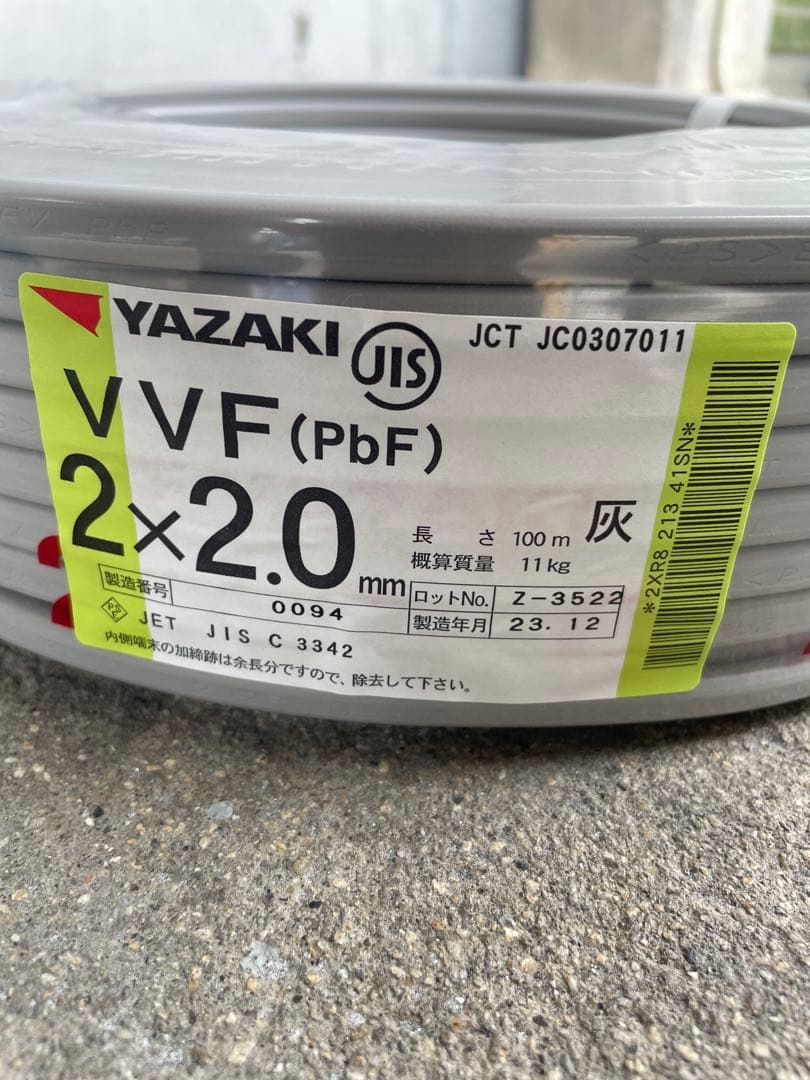 YAZAKI JIS JCT JC0307011
VVF(PbF)
2×2.0mm
長さ 100m 灰
概算質量 11kg
製造番号 0094
ロットNo. Z-3522
製造年月 23.12
PSE JET JIS C 3342
内側端末の加締跡は余長分ですので、除去して下さい。
*2XR8 213 41SN*
<PS>E